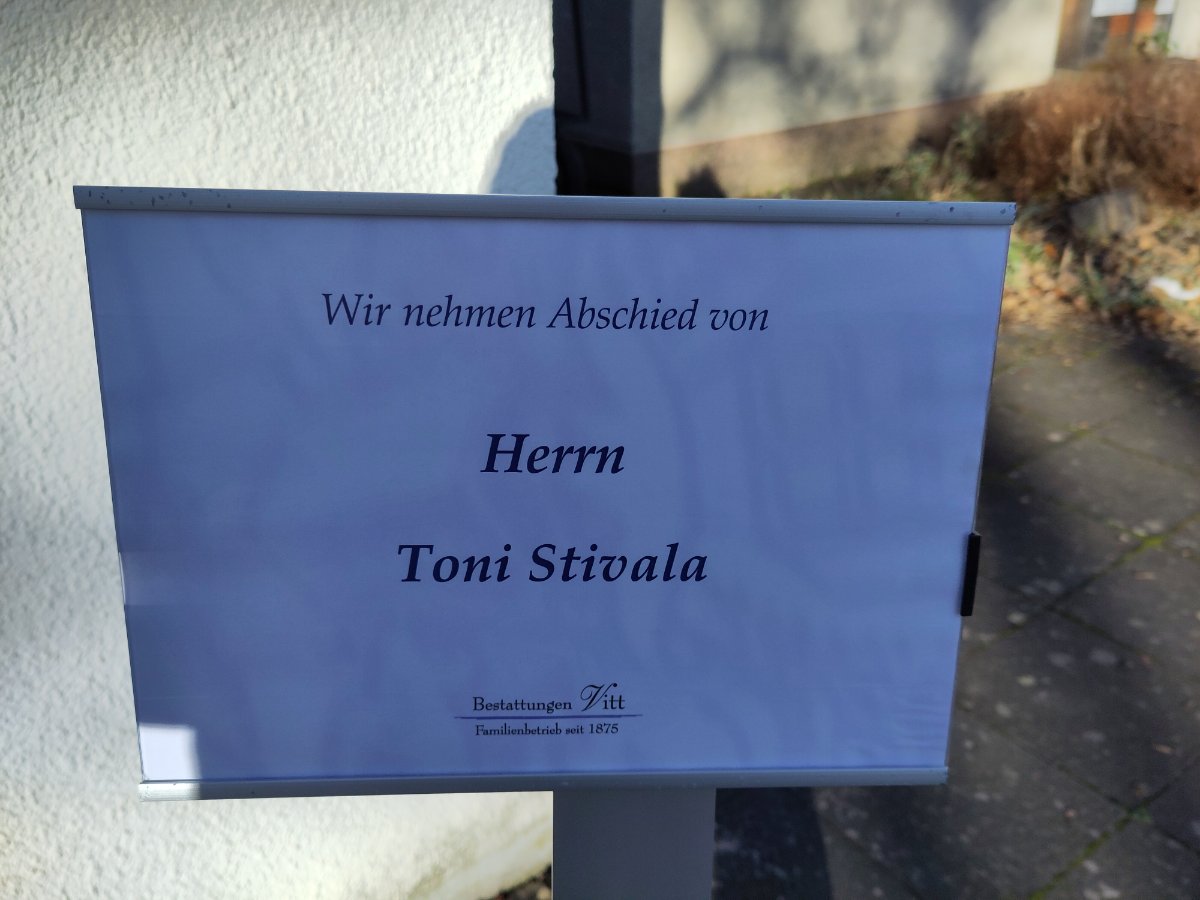 Wir nehmen Abschied von
Herrn
Toni Stivala
Bestattungen Vitt
Familienbetrieb seit 1875